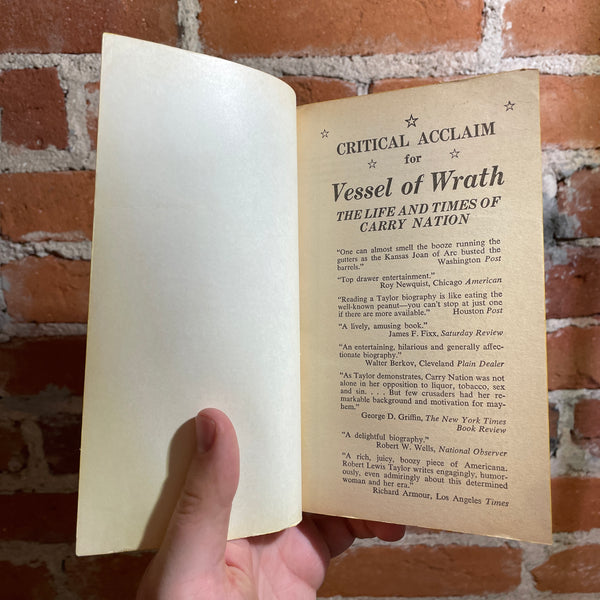 CRITICAL ACCLAIM
for
Vessel of Wrath
THE LIFE AND TIMES OF
CARRY NATION
"One can almost smell the booze running the
gutters as the Kansas Joan of Arc busted the
barrels." Washington Post
"Top drawer entertainment."
Roy Newquist, Chicago American
"Reading a Taylor biography is like eating the
well-known peanut—you can't stop at just one
if there are more available." Houston Post
"A lively, amusing book."
James F. Fixx, Saturday Review
"An entertaining, hilarious and generally affec-
tionate biography."
Walter Berkov, Cleveland Plain Dealer
"As Taylor demonstrates, Carry Nation was not
alone in her opposition to liquor, tobacco, sex
and sin. . . . But few crusaders had her re-
markable background and motivation for may-
hem."
George D. Griffin, The New York Times
Book Review
"A delightful biography."
Robert W. Wells, National Observer
"A rich, juicy, boozy piece of Americana.
Robert Lewis Taylor writes engagingly, humor-
ously, even admiringly about this determined
woman and her era."
Richard Armour, Los Angeles Times